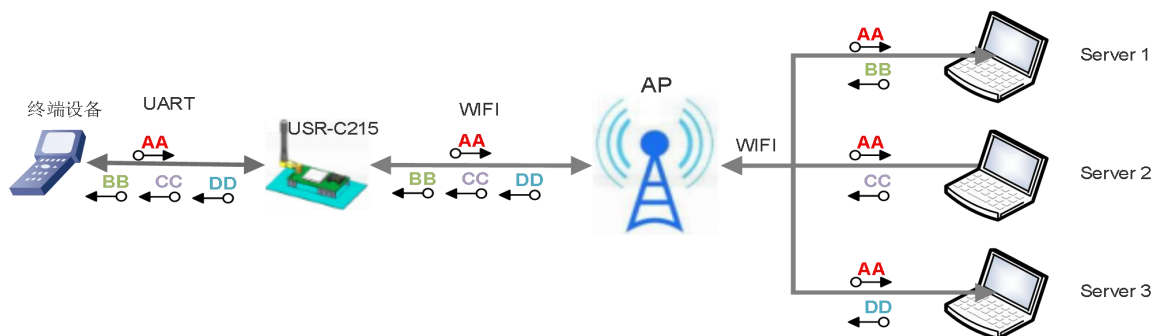 终端设备
UART
AA
BB
CC
DD
USR-C215
WIFI
AA
BB
CC
DD
AP
WIFI
AA
BB
Server 1
AA
CC
Server 2
AA
DD
Server 3